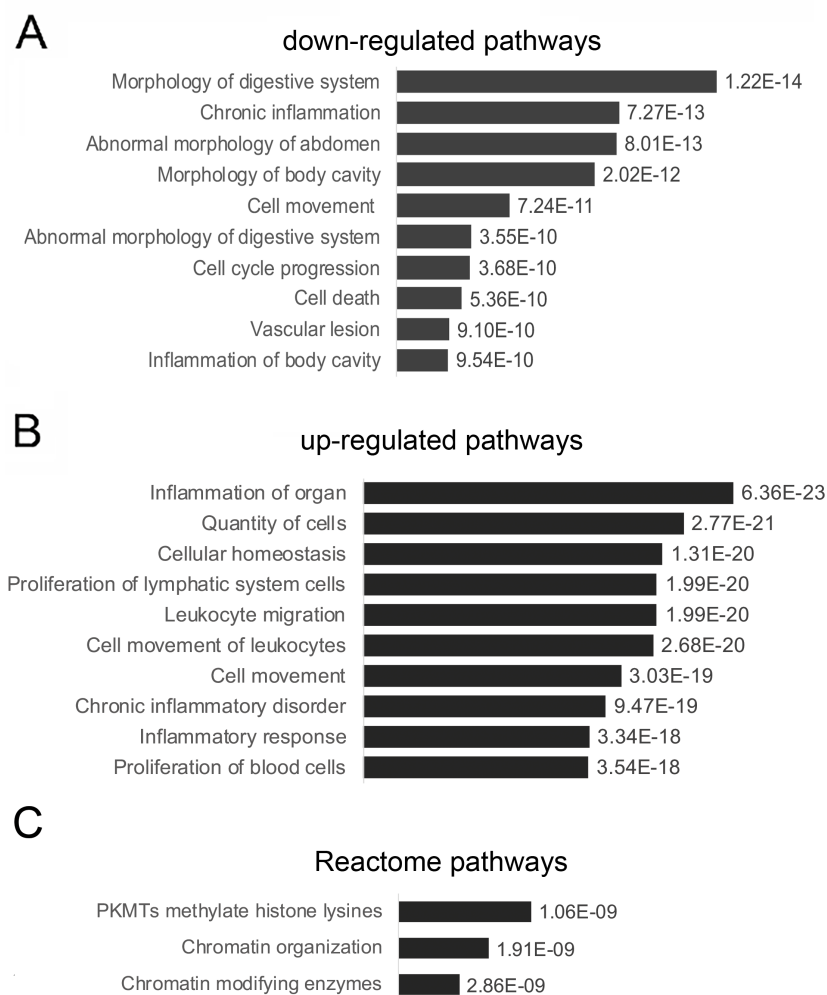 A
down-regulated pathways
Morphology of digestive system 1.22E-14
Chronic inflammation 7.27E-13
Abnormal morphology of abdomen 8.01E-13
Morphology of body cavity 2.02E-12
Cell movement 7.24E-11
Abnormal morphology of digestive system 3.55E-10
Cell cycle progression 3.68E-10
Cell death 5.36E-10
Vascular lesion 9.10E-10
Inflammation of body cavity 9.54E-10
B
up-regulated pathways
Inflammation of organ 6.36E-23
Quantity of cells 2.77E-21
Cellular homeostasis 1.31E-20
Proliferation of lymphatic system cells 1.99E-20
Leukocyte migration 1.99E-20
Cell movement of leukocytes 2.68E-20
Cell movement 3.03E-19
Chronic inflammatory disorder 9.47E-19
Inflammatory response 3.34E-18
Proliferation of blood cells 3.54E-18
C
Reactome pathways
PKMTs methylate histone lysines 1.06E-09
Chromatin organization 1.91E-09
Chromatin modifying enzymes 2.86E-09